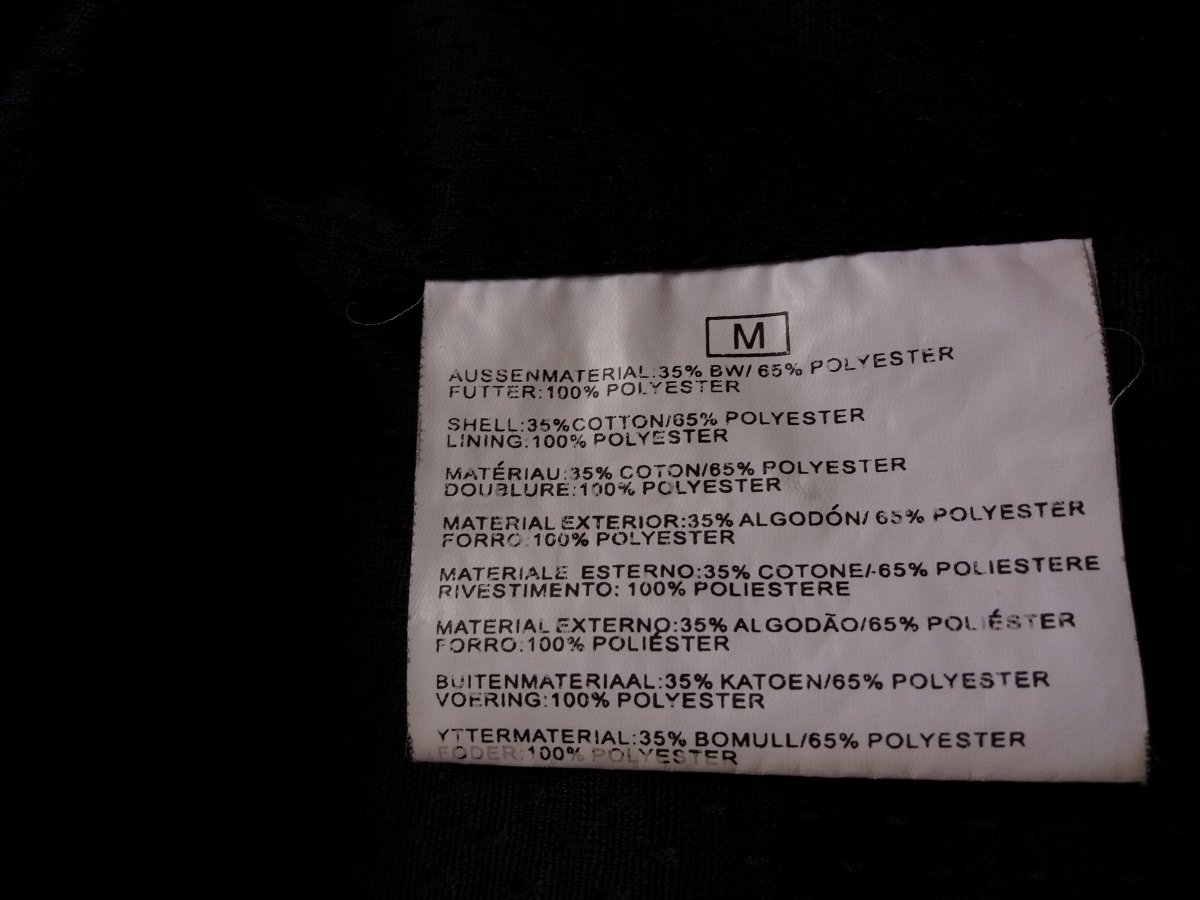 M
AUSSENMATERIAL:35% BW/ 65% POLYESTER
FUTTER:100% POLYESTER
SHELL:35%COTTON/65% POLYESTER
LINING:100% POLYESTER
MATÉRIAU:35% COTON/65% POLYESTER
DOUBLURE:100% POLYESTER
MATERIAL EXTERIOR:35% ALGODÓN/ 65% POLYESTER
FORRO:100% POLYESTER
MATERIALE ESTERNO:35% COTONE/-65% POLIESTERE
RIVESTIMENTO: 100% POLIESTERE
MATERIAL EXTERNO:35% ALGODÃO/65% POLIÉSTER
FORRO:100% POLIÉSTER
BUITENMATERIAAL:35% KATOEN/65% POLYESTER
VOERING:100% POLYESTER
YTTERMATERIAL:35% BOMULL/65% POLYESTER
FODER:100% POLYESTER